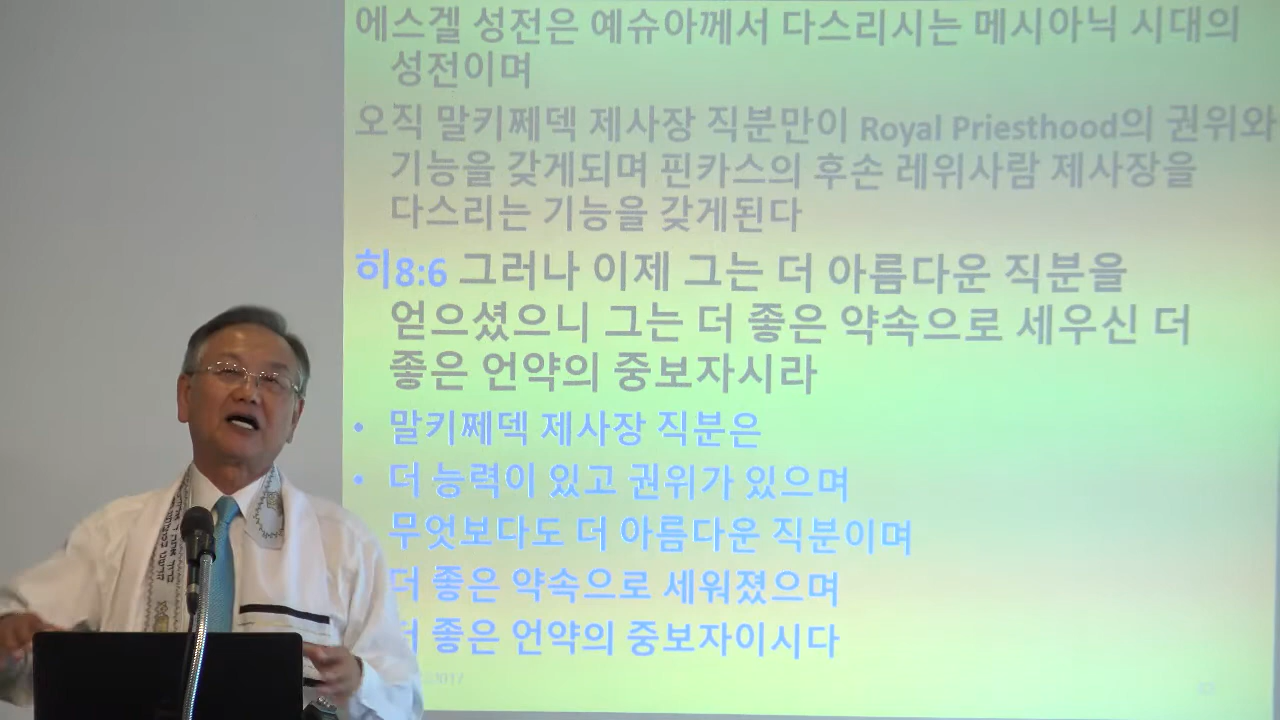 에스겔 성전은 예슈아께서 다스리시는 메시아닉 시대의
성전이며
오직 말키쩨덱 제사장 직분만이 Royal Priesthood의 권위와
기능을 갖게되며 핀카스의 후손 레위사람 제사장을
다스리는 기능을 갖게된다
히8:6 그러나 이제 그는 더 아름다운 직분을
얻으셨으니 그는 더 좋은 약속으로 세우신 더
좋은 언약의 중보자시라
• 말키쩨덱 제사장 직분은
• 더 능력이 있고 권위가 있으며
무엇보다도 더 아름다운 직분이며
더 좋은 약속으로 세워졌으며
더 좋은 언약의 중보자이시다
2017